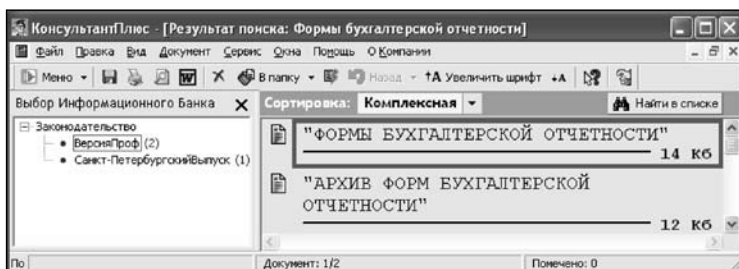 КонсультантПлюс - [Результат поиска: Формы бухгалтерской отчетности]
Файл Правка Вид Документ Сервис Окна Помощь О Компании
Меню В папку Назад Увеличить шрифт
Выбор Информационного Банка Сортировка: Комплексная Найти в списке
Законодательство
ВерсияПроф (2)
Санкт-ПетербургскийВыпуск (1)
"ФОРМЫ БУХГАЛТЕРСКОЙ ОТЧЕТНОСТИ"
14 Кб
"АРХИВ ФОРМ БУХГАЛТЕРСКОЙ
ОТЧЕТНОСТИ"
12 Кб
По Документ: 1/2 Помечено: 0